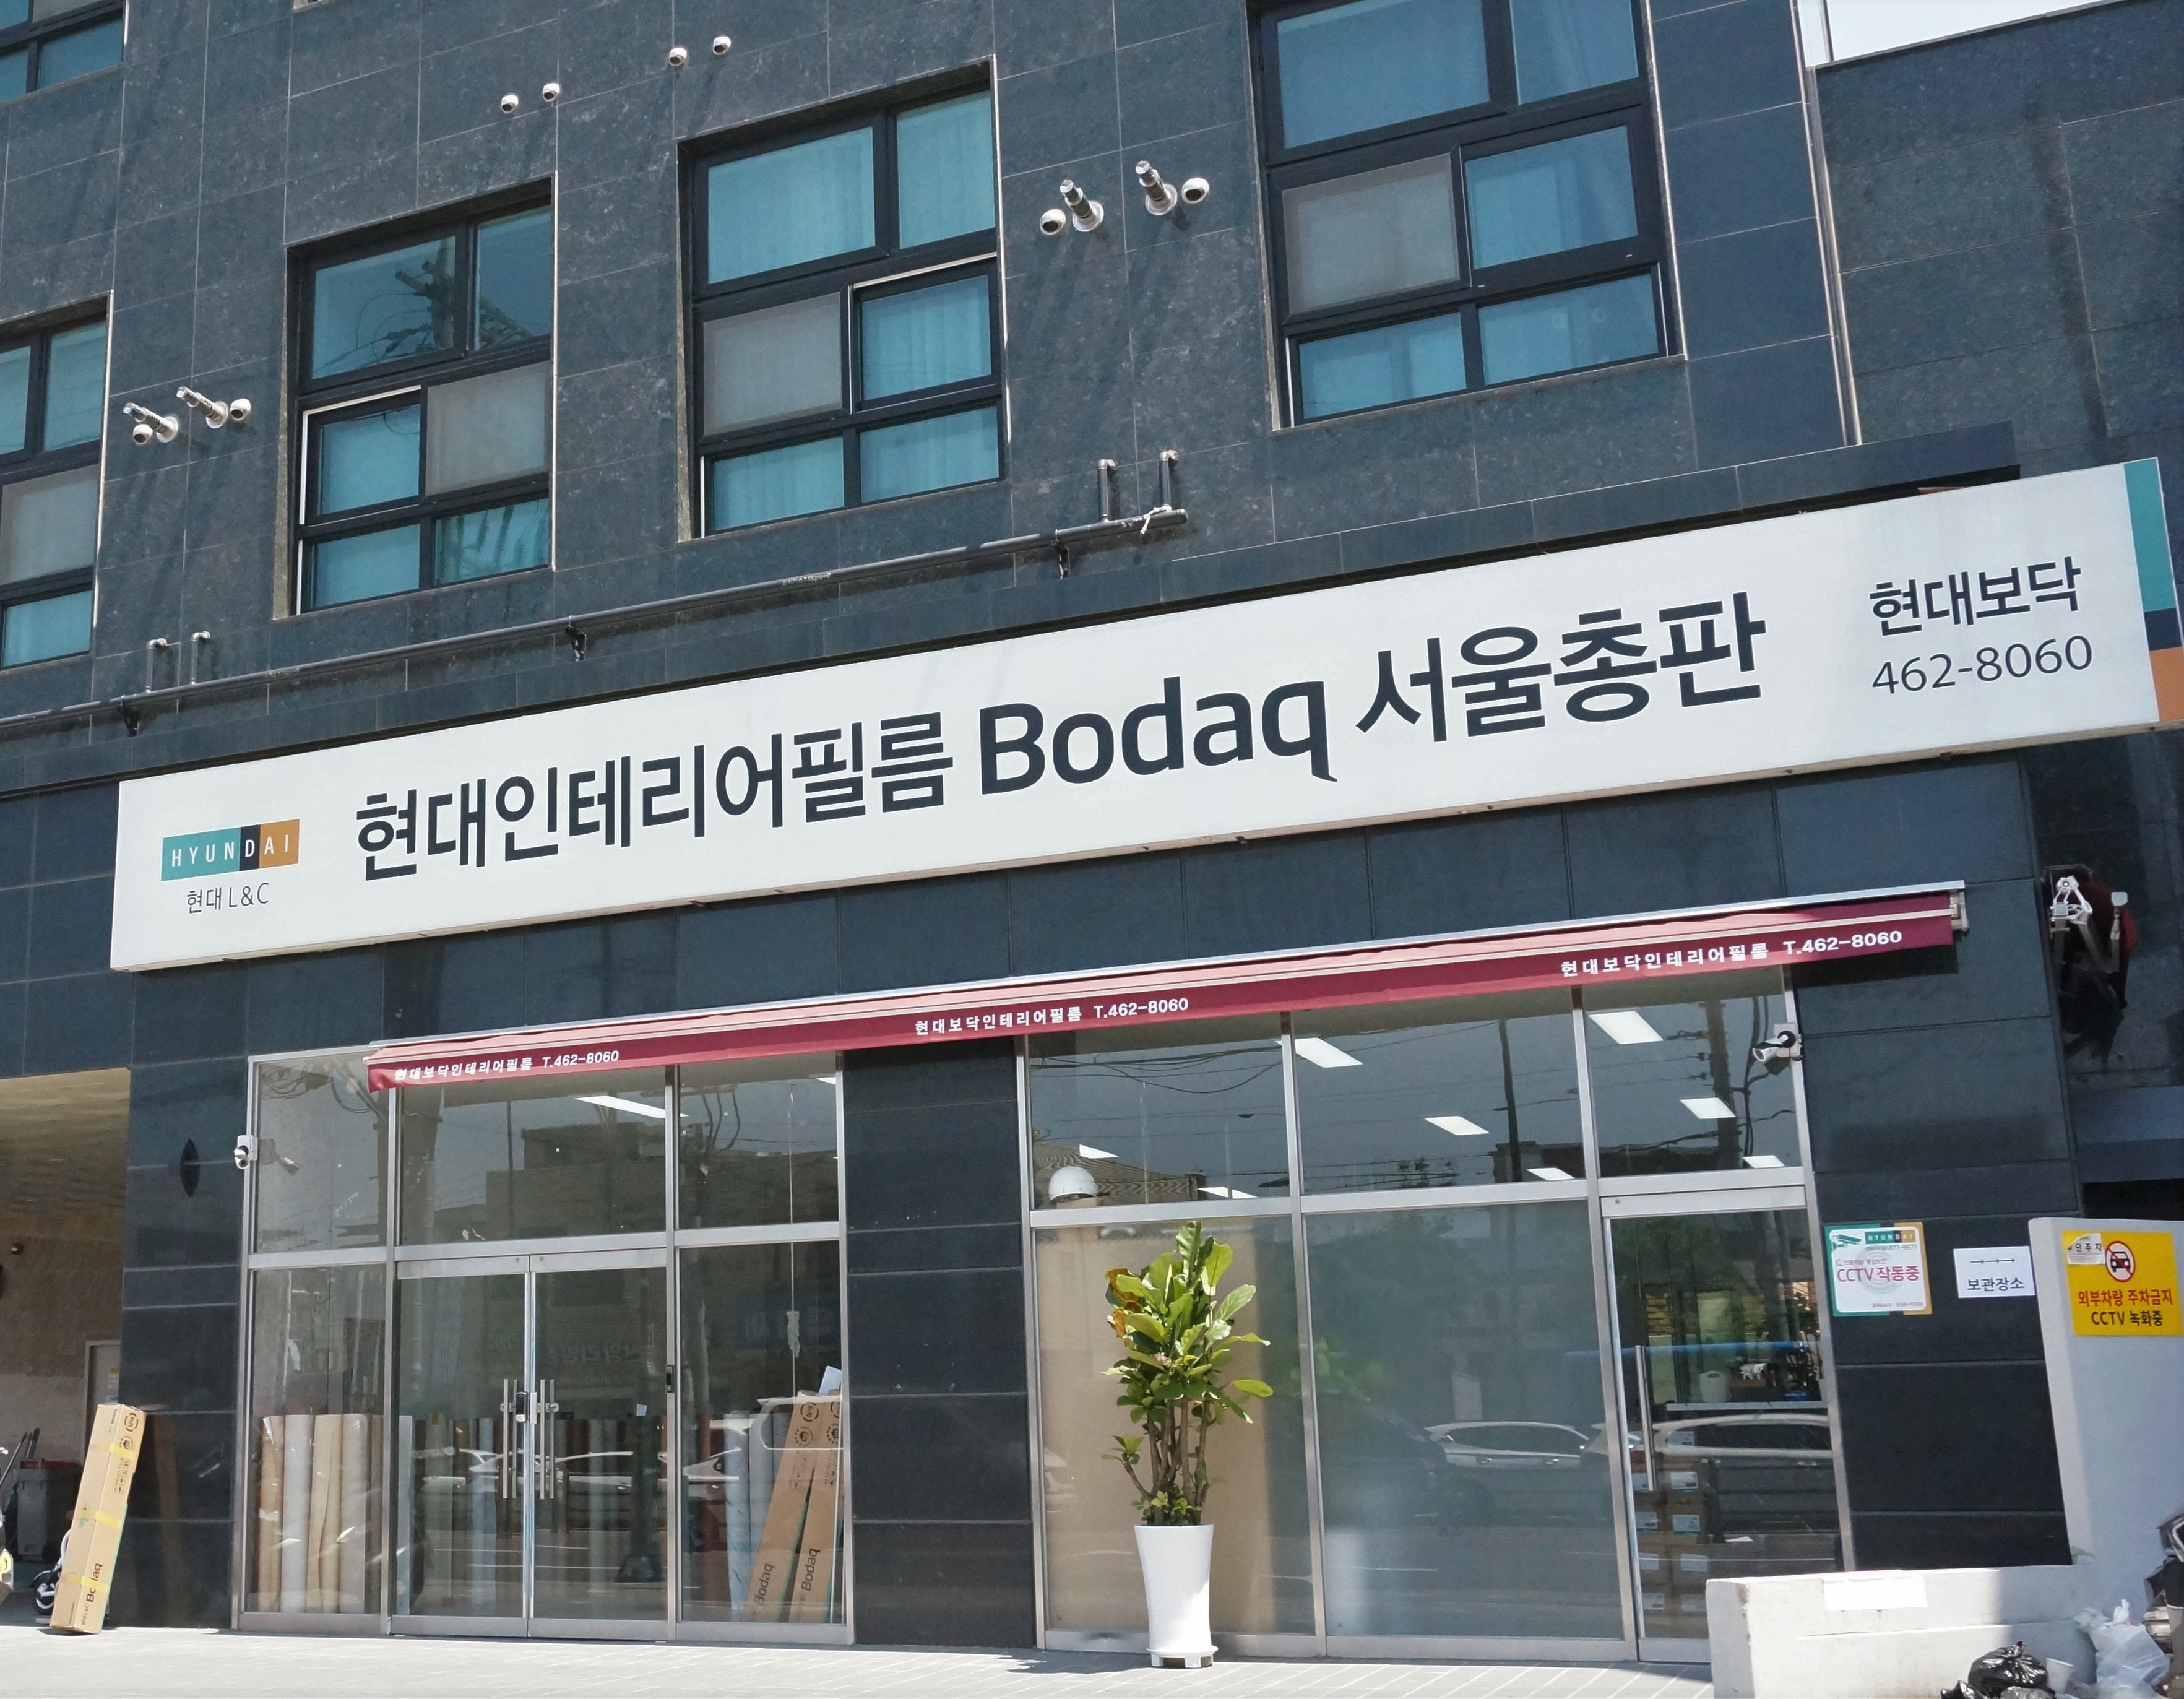 HYUNDAI
현대 L&C
현대인테리어필름 Bodaq 서울총판
현대보닥
462-8060
현대보닥인테리어필름 T.462-8060
현대보닥인테리어필름 T.462-8060
현대보닥인테리어필름 T.462-8060
HYUNDAI
CCTV 작동중
보관장소
외부차량 주차금지
CCTV 녹화중
Bodaq
Bodaq
Bodaq